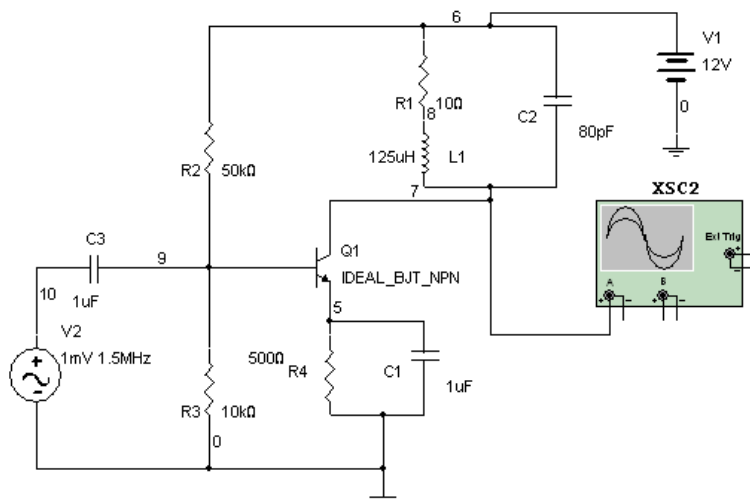 6
V1
12V
0
R1
10Ω
8
C2
80pF
125uH
L1
R2
50kΩ
7
XSC2
Ext Trig
+
-
A
B
+
-
+
-
C3
1uF
9
Q1
IDEAL_BJT_NPN
10
V2
1mV 1.5MHz
5
500Ω
R4
C1
1uF
R3
10kΩ
0